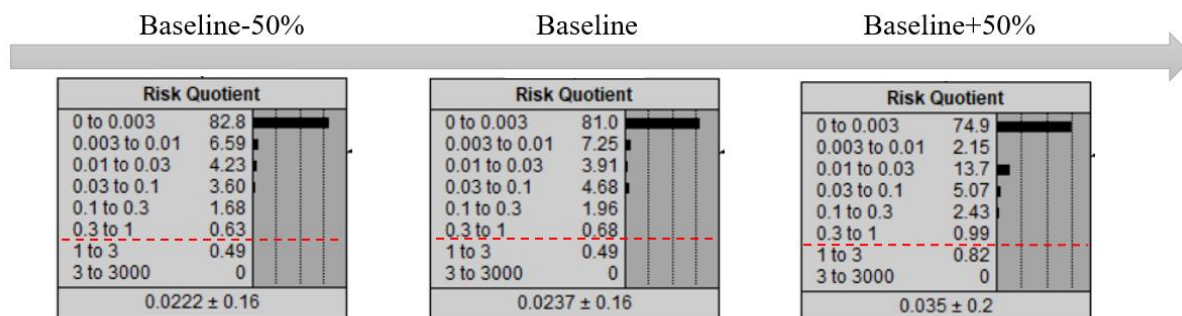 Baseline-50%
Baseline
Baseline+50%
Risk Quotient
0 to 0.003 82.8
0.003 to 0.01 6.59
0.01 to 0.03 4.23
0.03 to 0.1 3.60
0.1 to 0.3 1.68
0.3 to 1 0.63
1 to 3 0.49
3 to 3000 0
0.0222 ± 0.16
Risk Quotient
0 to 0.003 81.0
0.003 to 0.01 7.25
0.01 to 0.03 3.91
0.03 to 0.1 4.68
0.1 to 0.3 1.96
0.3 to 1 0.68
1 to 3 0.49
3 to 3000 0
0.0237 ± 0.16
Risk Quotient
0 to 0.003 74.9
0.003 to 0.01 2.15
0.01 to 0.03 13.7
0.03 to 0.1 5.07
0.1 to 0.3 2.43
0.3 to 1 0.99
1 to 3 0.82
3 to 3000 0
0.035 ± 0.2